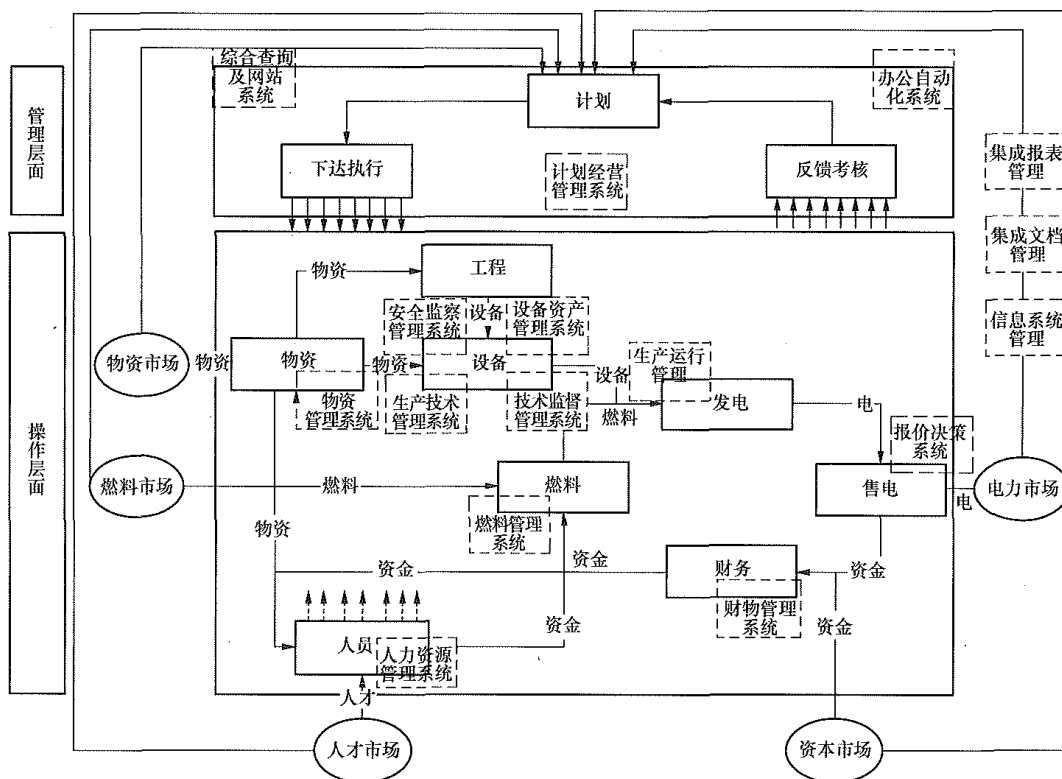 综合查询
及网站
系统
办公自动
化系统
计划
管理层面
下达执行
计划经营
管理系统
反馈考核
集成报表
管理
集成文档
管理
信息系统
管理
物资
工程
安全监察
管理系统
设备
设备资产
管理系统
物资市场
物资
物资
物资
设备
设备
生产运行
管理
物资
管理系统
生产技术
管理系统
技术监督
管理系统
燃料
发电
电
报价决策
系统
操作层面
燃料市场
燃料
燃料
售电
电
电力市场
物资
燃料管理
系统
资金
资金
财务
资金
财物管理
系统
资金
资金
人员
人力资源
管理系统
人才
人才市场
资本市场